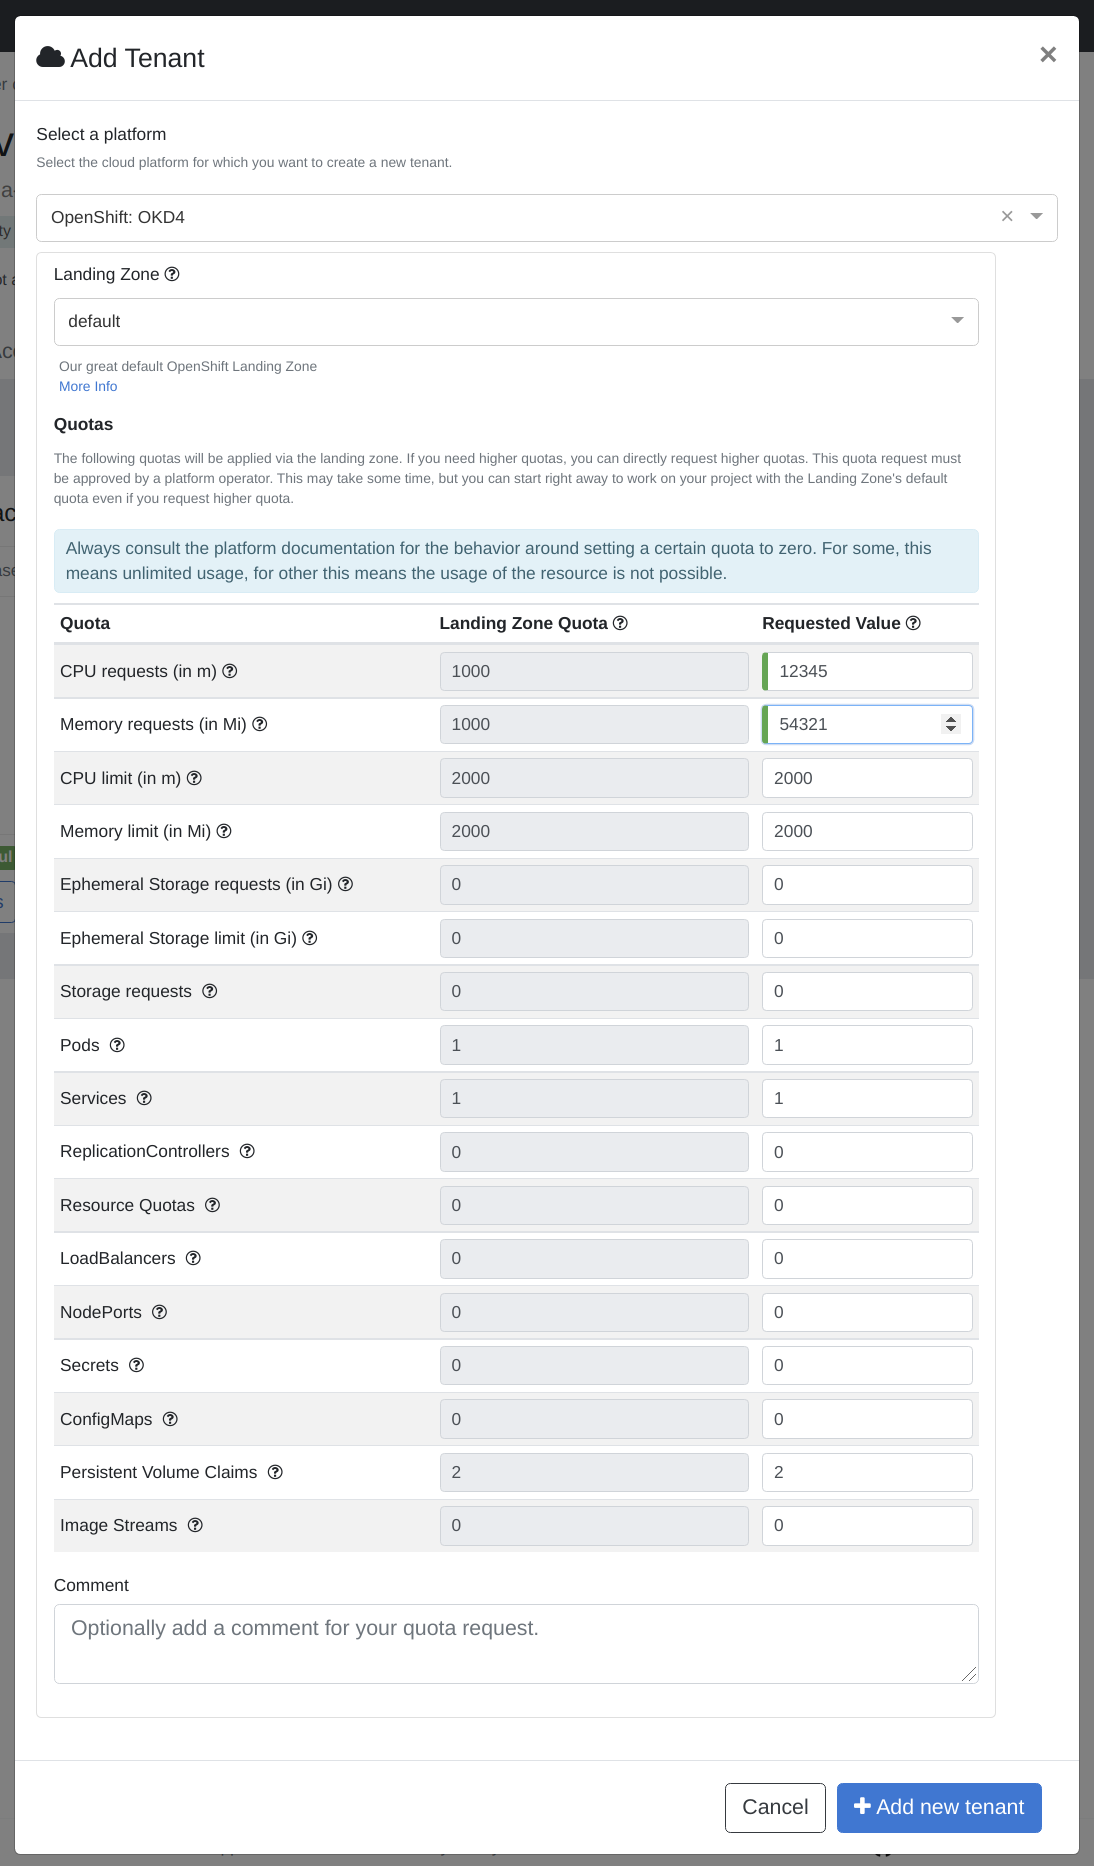 Add Tenant
Select a platform
Select the cloud platform for which you want to create a new tenant.
OpenShift: OKD4
Landing Zone
default
Our great default OpenShift Landing Zone
More Info
Quotas
The following quotas will be applied via the landing zone. If you need higher quotas, you can directly request higher quotas. This quota request must
be approved by a platform operator. This may take some time, but you can start right away to work on your project with the Landing Zone's default
quota even if you request higher quota.
Always consult the platform documentation for the behavior around setting a certain quota to zero. For some, this
means unlimited usage, for other this means the usage of the resource is not possible.
Quota Landing Zone Quota Requested Value
CPU requests (in m) 1000 12345
Memory requests (in Mi) 1000 54321
CPU limit (in m) 2000 2000
Memory limit (in Mi) 2000 2000
Ephemeral Storage requests (in Gi) 0 0
Ephemeral Storage limit (in Gi) 0 0
Storage requests 0 0
Pods 1 1
Services 1 1
ReplicationControllers 0 0
Resource Quotas 0 0
LoadBalancers 0 0
NodePorts 0 0
Secrets 0 0
ConfigMaps 0 0
Persistent Volume Claims 2 2
Image Streams 0 0
Comment
Optionally add a comment for your quota request.
Cancel
Add new tenant